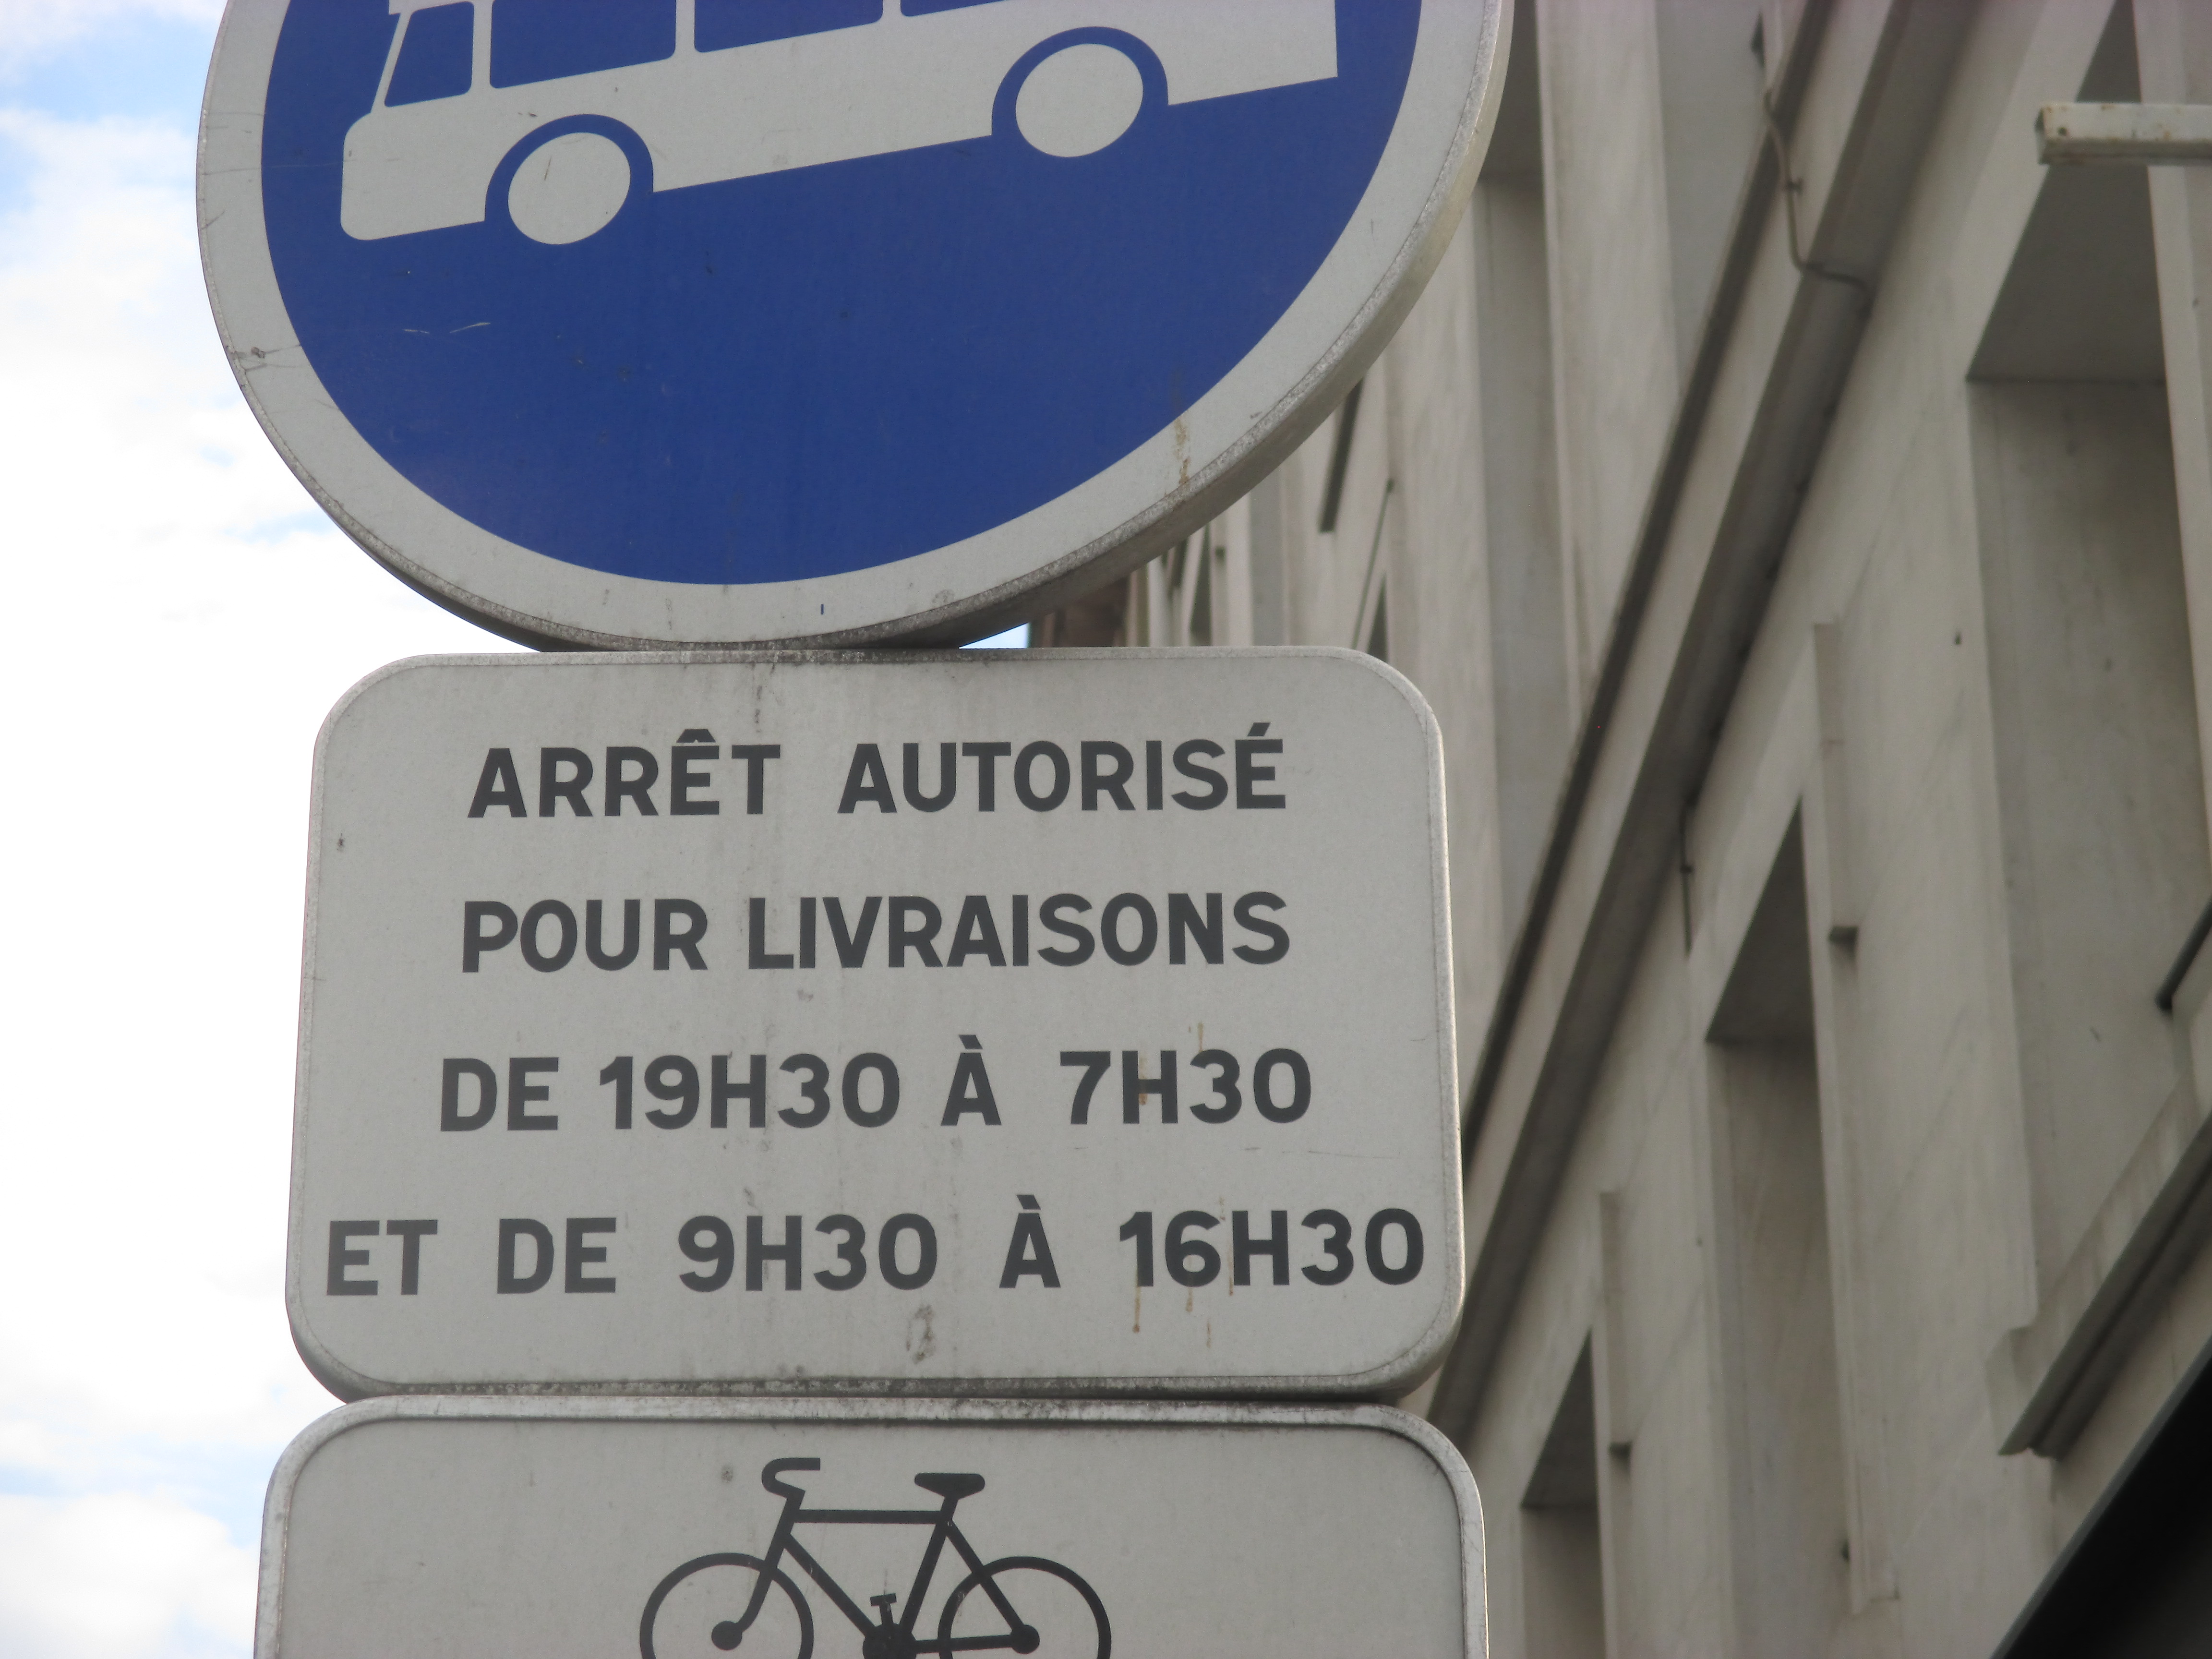 ARRÊT AUTORISÉ
POUR LIVRAISONS
DE 19H30 À 7H30
ET DE 9H30 À 16H30